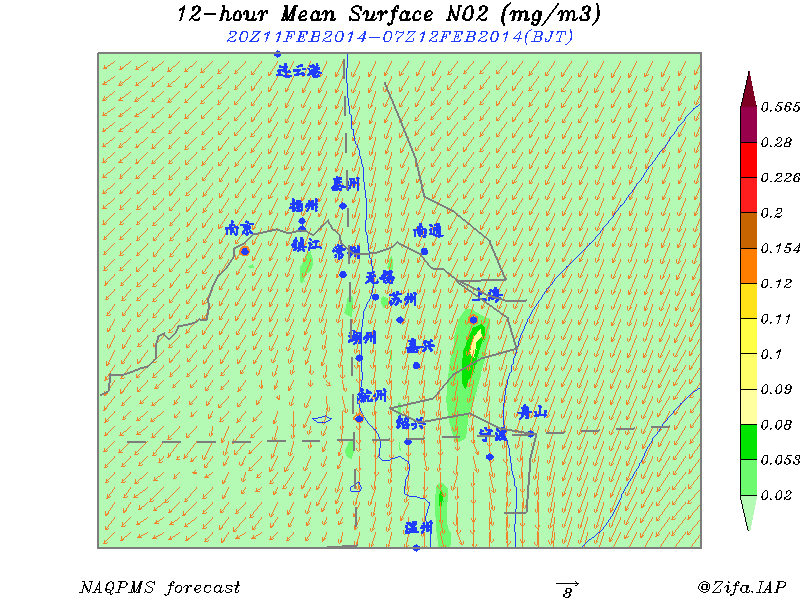 12-hour Mean Surface NO2 (mg/m3)
20Z11FEB2014-07Z12FEB2014(BJT)
连云港
泰州
扬州
南京
镇江
常州
南通
无锡
苏州
上海
湖州
嘉兴
杭州
绍兴
舟山
宁波
温州
0.565
0.28
0.226
0.2
0.154
0.12
0.11
0.1
0.09
0.08
0.053
0.02
NAQPMS forecast
8
@Zifa.IAP